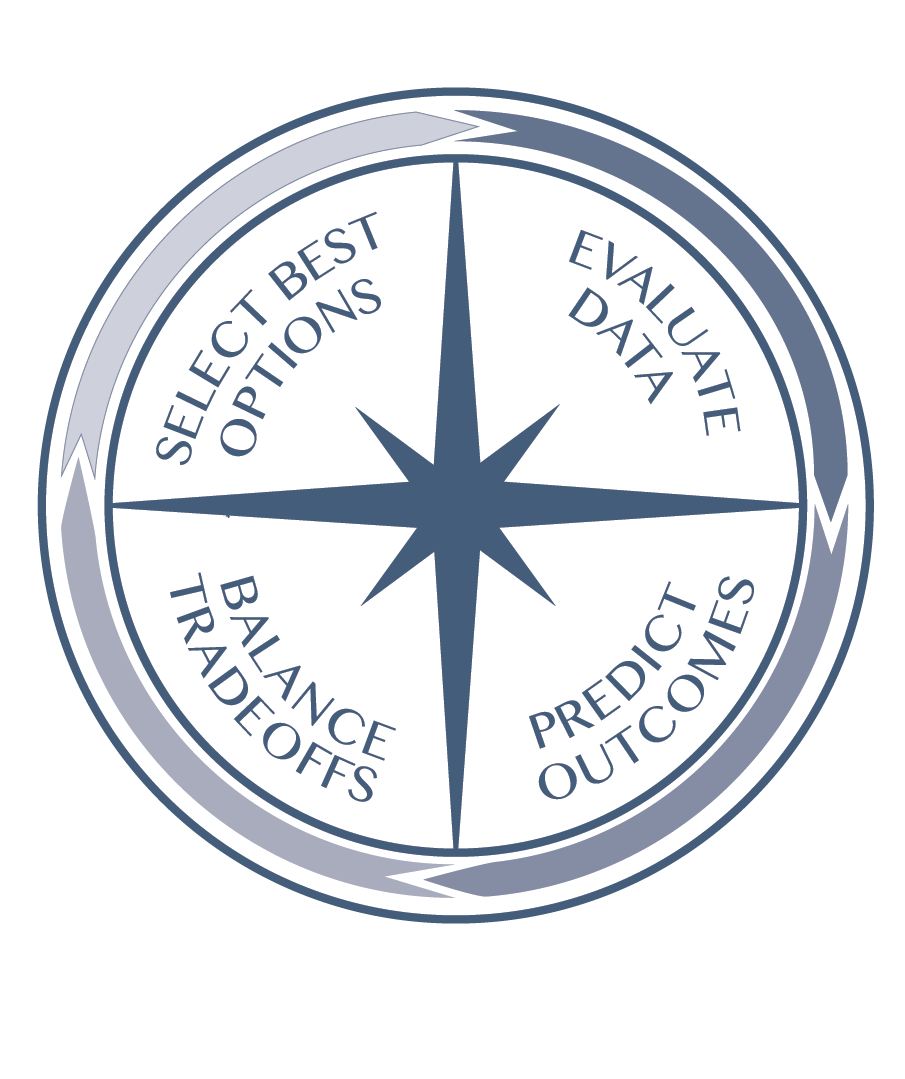 EVALUATE
DATA
PREDICT
OUTCOMES
BALANCE
TRADEOFFS
SELECT BEST
OPTIONS